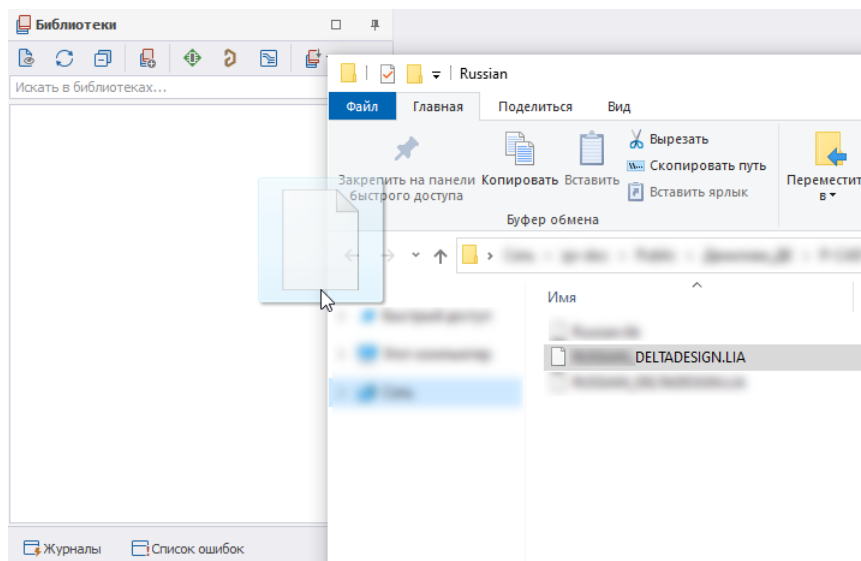 Библиотеки
Искать в библиотеках...
Журналы
Список ошибок
Russian
Файл
Главная
Поделиться
Вид
Закрепить на панели
быстрого доступа
Копировать
Вставить
Вырезать
Скопировать путь
Вставить ярлык
Переместит
в
Буфер обмена
Имя
DELTADESIGN.LIA